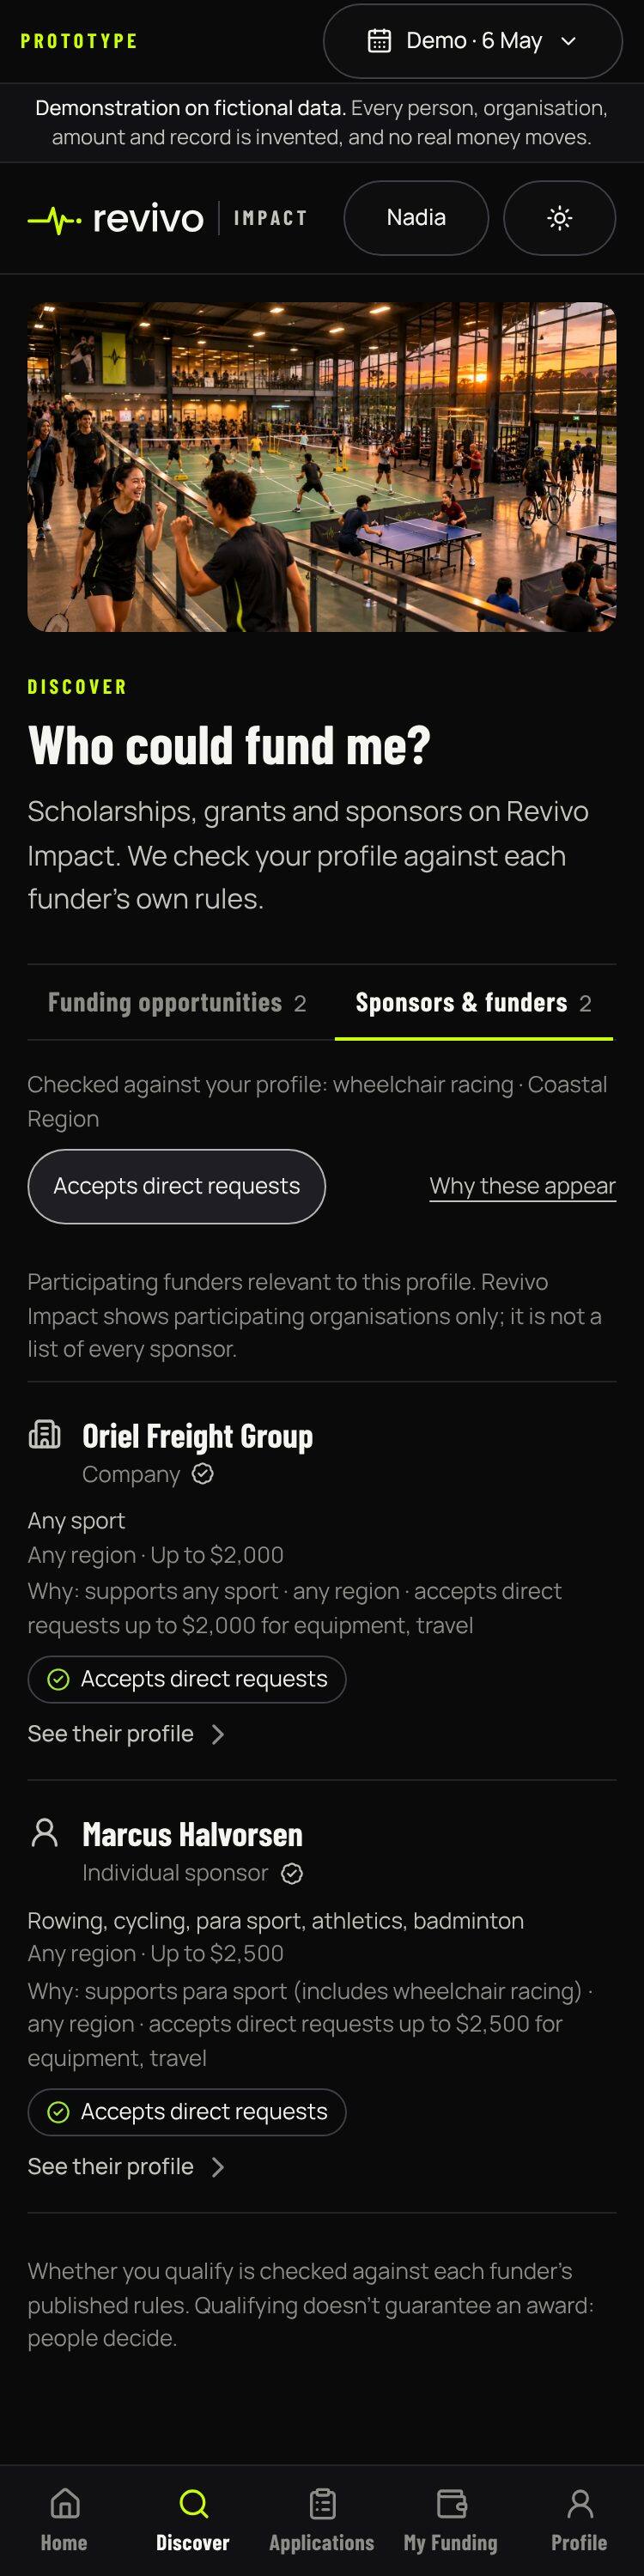 PROTOTYPE
Demo · 6 May
Demonstration on fictional data. Every person, organisation,
amount and record is invented, and no real money moves.
revivo IMPACT
Nadia
DISCOVER
Who could fund me?
Scholarships, grants and sponsors on Revivo
Impact. We check your profile against each
funder's own rules.
Funding opportunities 2
Sponsors & funders 2
Checked against your profile: wheelchair racing · Coastal
Region
Accepts direct requests
Why these appear
Participating funders relevant to this profile. Revivo
Impact shows participating organisations only; it is not a
list of every sponsor.
Oriel Freight Group
Company
Any sport
Any region · Up to $2,000
Why: supports any sport · any region · accepts direct
requests up to $2,000 for equipment, travel
Accepts direct requests
See their profile
Marcus Halvorsen
Individual sponsor
Rowing, cycling, para sport, athletics, badminton
Any region · Up to $2,500
Why: supports para sport (includes wheelchair racing) ·
any region · accepts direct requests up to $2,500 for
equipment, travel
Accepts direct requests
See their profile
Whether you qualify is checked against each funder's
published rules. Qualifying doesn't guarantee an award:
people decide.
Home
Discover
Applications
My Funding
Profile